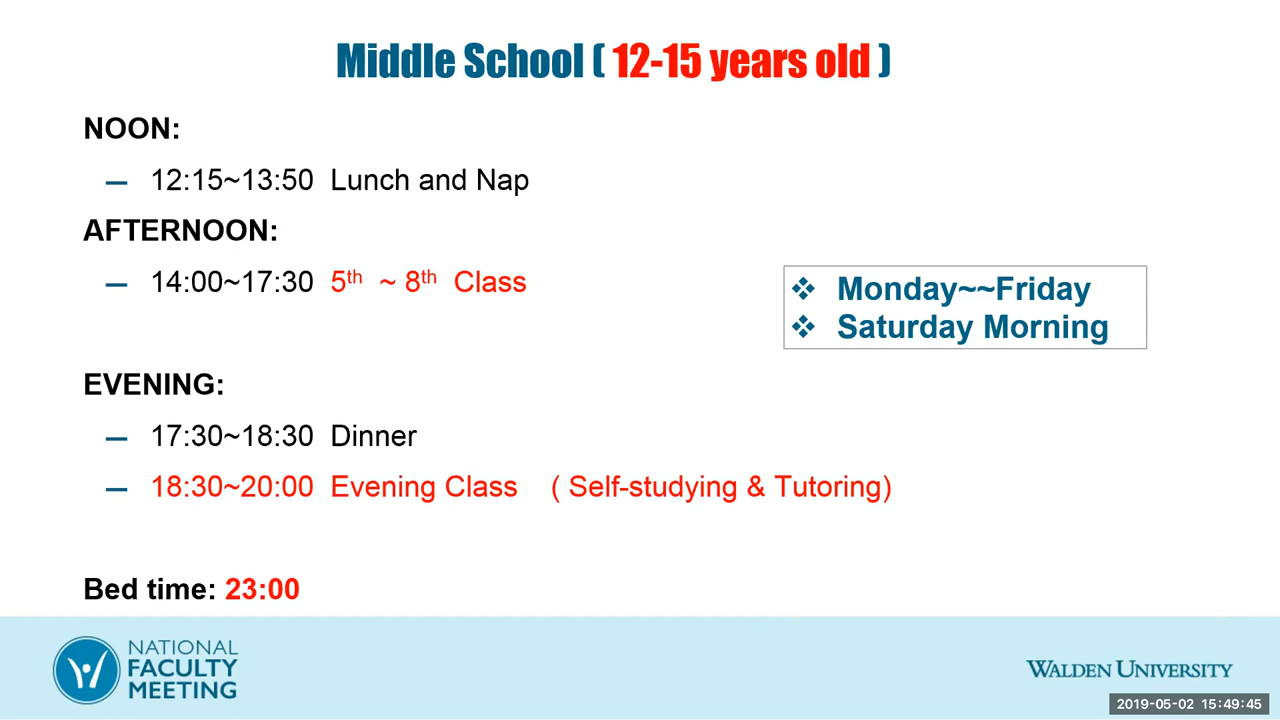 Middle School ( 12-15 years old )
NOON:
– 12:15~13:50 Lunch and Nap
AFTERNOON:
– 14:00~17:30 5th ~ 8th Class
❖ Monday~~Friday
❖ Saturday Morning
EVENING:
– 17:30~18:30 Dinner
– 18:30~20:00 Evening Class ( Self-studying & Tutoring)
Bed time: 23:00
NATIONAL
FACULTY
MEETING
WALDEN UNIVERSITY
2019-05-02 15:49:45